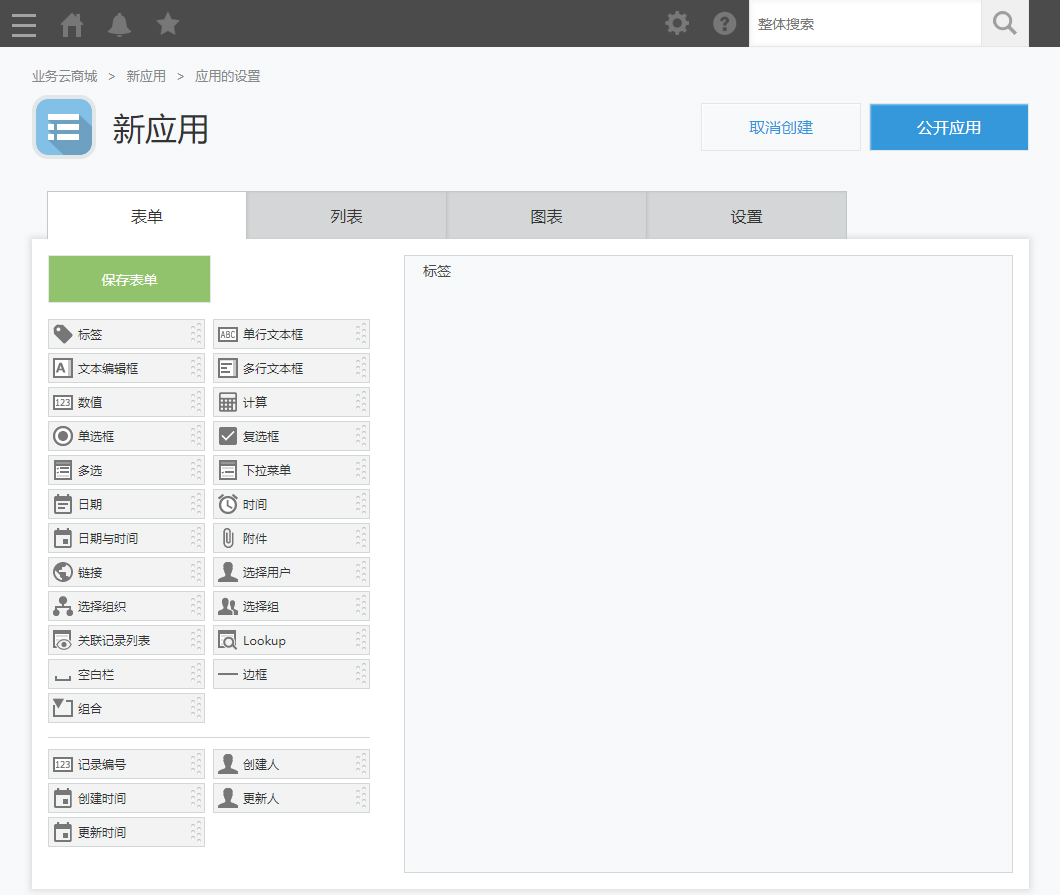 整体搜索
业务云商城 > 新应用 > 应用的设置
新应用
取消创建
公开应用
表单
列表
图表
设置
保存表单
标签
标签
ABC 单行文本框
A 文本编辑框
多行文本框
123 数值
计算
单选框
复选框
多选
下拉菜单
日期
时间
日期与时间
附件
链接
选择用户
选择组织
选择组
关联记录列表
Lookup
空白栏
边框
组合
123 记录编号
创建人
创建时间
更新人
更新时间